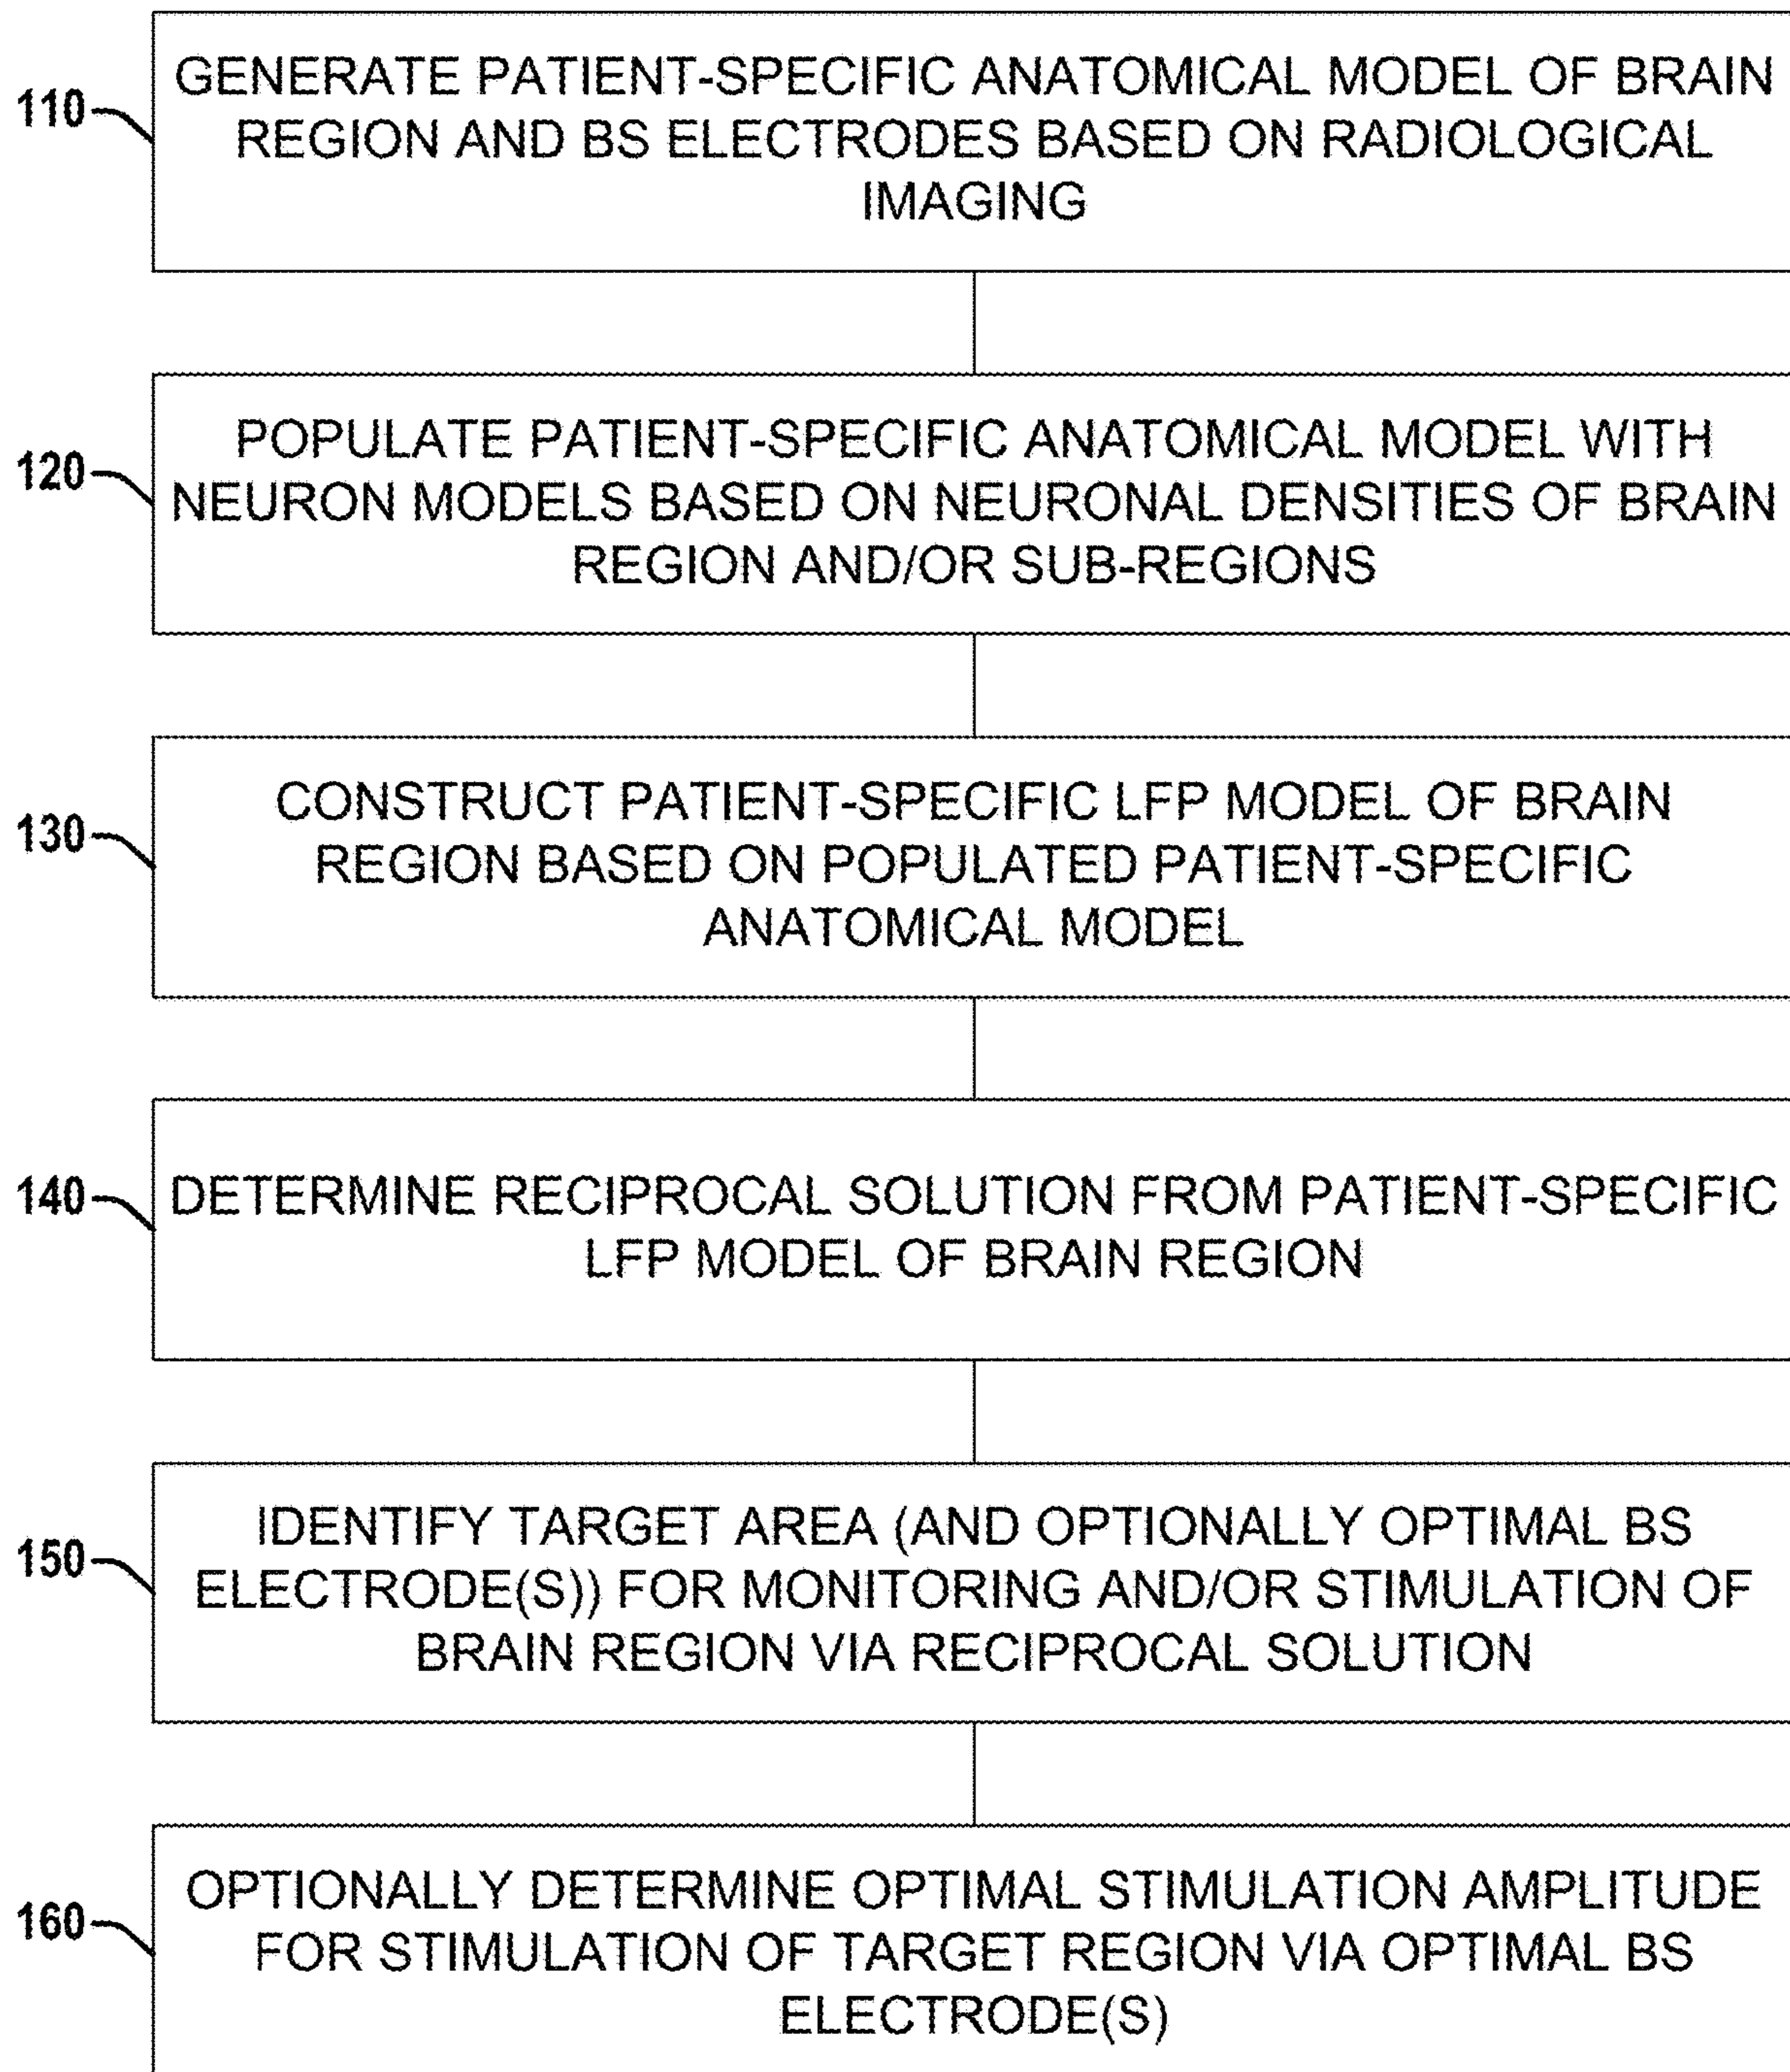 110
GENERATE PATIENT-SPECIFIC ANATOMICAL MODEL OF BRAIN
REGION AND BS ELECTRODES BASED ON RADIOLOGICAL
IMAGING
120
POPULATE PATIENT-SPECIFIC ANATOMICAL MODEL WITH
NEURON MODELS BASED ON NEURONAL DENSITIES OF BRAIN
REGION AND/OR SUB-REGIONS
130
CONSTRUCT PATIENT-SPECIFIC LFP MODEL OF BRAIN
REGION BASED ON POPULATED PATIENT-SPECIFIC
ANATOMICAL MODEL
140
DETERMINE RECIPROCAL SOLUTION FROM PATIENT-SPECIFIC
LFP MODEL OF BRAIN REGION
150
IDENTIFY TARGET AREA (AND OPTIONALLY OPTIMAL BS
ELECTRODE(S)) FOR MONITORING AND/OR STIMULATION OF
BRAIN REGION VIA RECIPROCAL SOLUTION
160
OPTIONALLY DETERMINE OPTIMAL STIMULATION AMPLITUDE
FOR STIMULATION OF TARGET REGION VIA OPTIMAL BS
ELECTRODE(S)